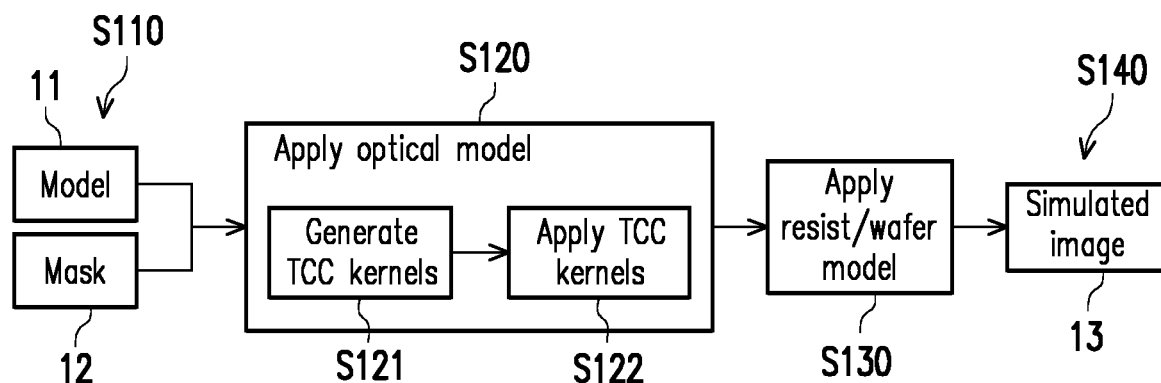 S110
S120
S140
11
Model
Mask
12
Apply optical model
Generate
TCC kernels
Apply TCC
kernels
S121
S122
Apply
resist/wafer
model
S130
Simulated
image
13